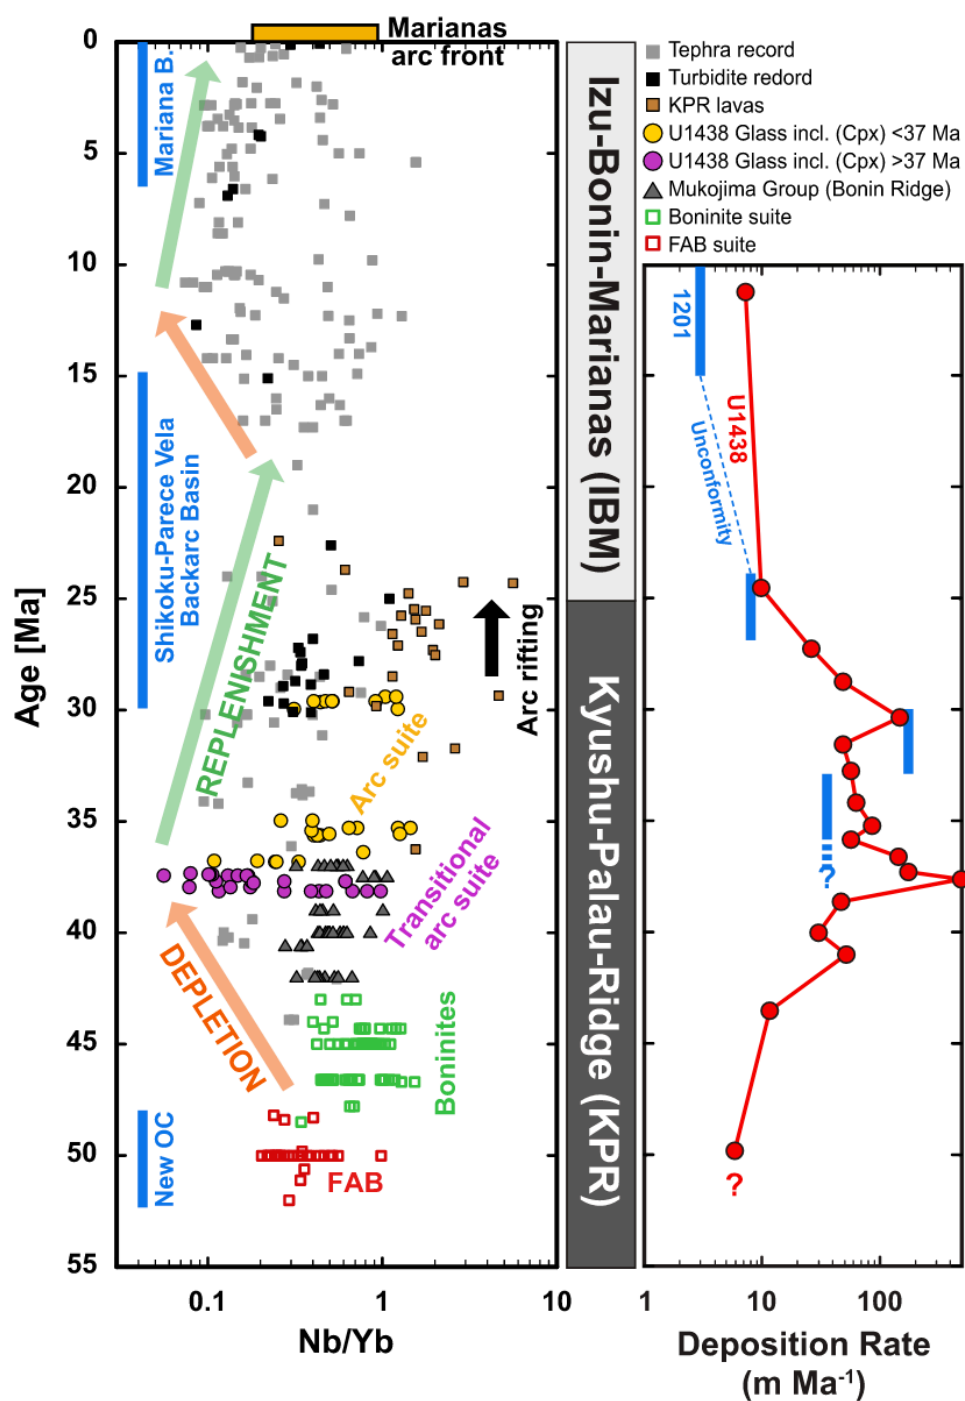 Marianas
arc front
Tephra record
Turbidite redord
KPR lavas
U1438 Glass incl. (Cpx) <37 Ma
U1438 Glass incl. (Cpx) >37 Ma
Mukojima Group (Bonin Ridge)
Boninite suite
FAB suite
Age [Ma]
0
5
10
15
20
25
30
35
40
45
50
55
Mariana B.
Shikoku-Parece Vela
Backarc Basin
New OC
REPLENISHMENT
DEPLETION
Arc rifting
Arc suite
Transitional
arc suite
Boninites
FAB
0.1
1
10
Nb/Yb
Izu-Bonin-Marianas (IBM)
Kyushu-Palau-Ridge (KPR)
1201
U1438
Unconformity
?
?
1
10
100
Deposition Rate
(m Ma-1)